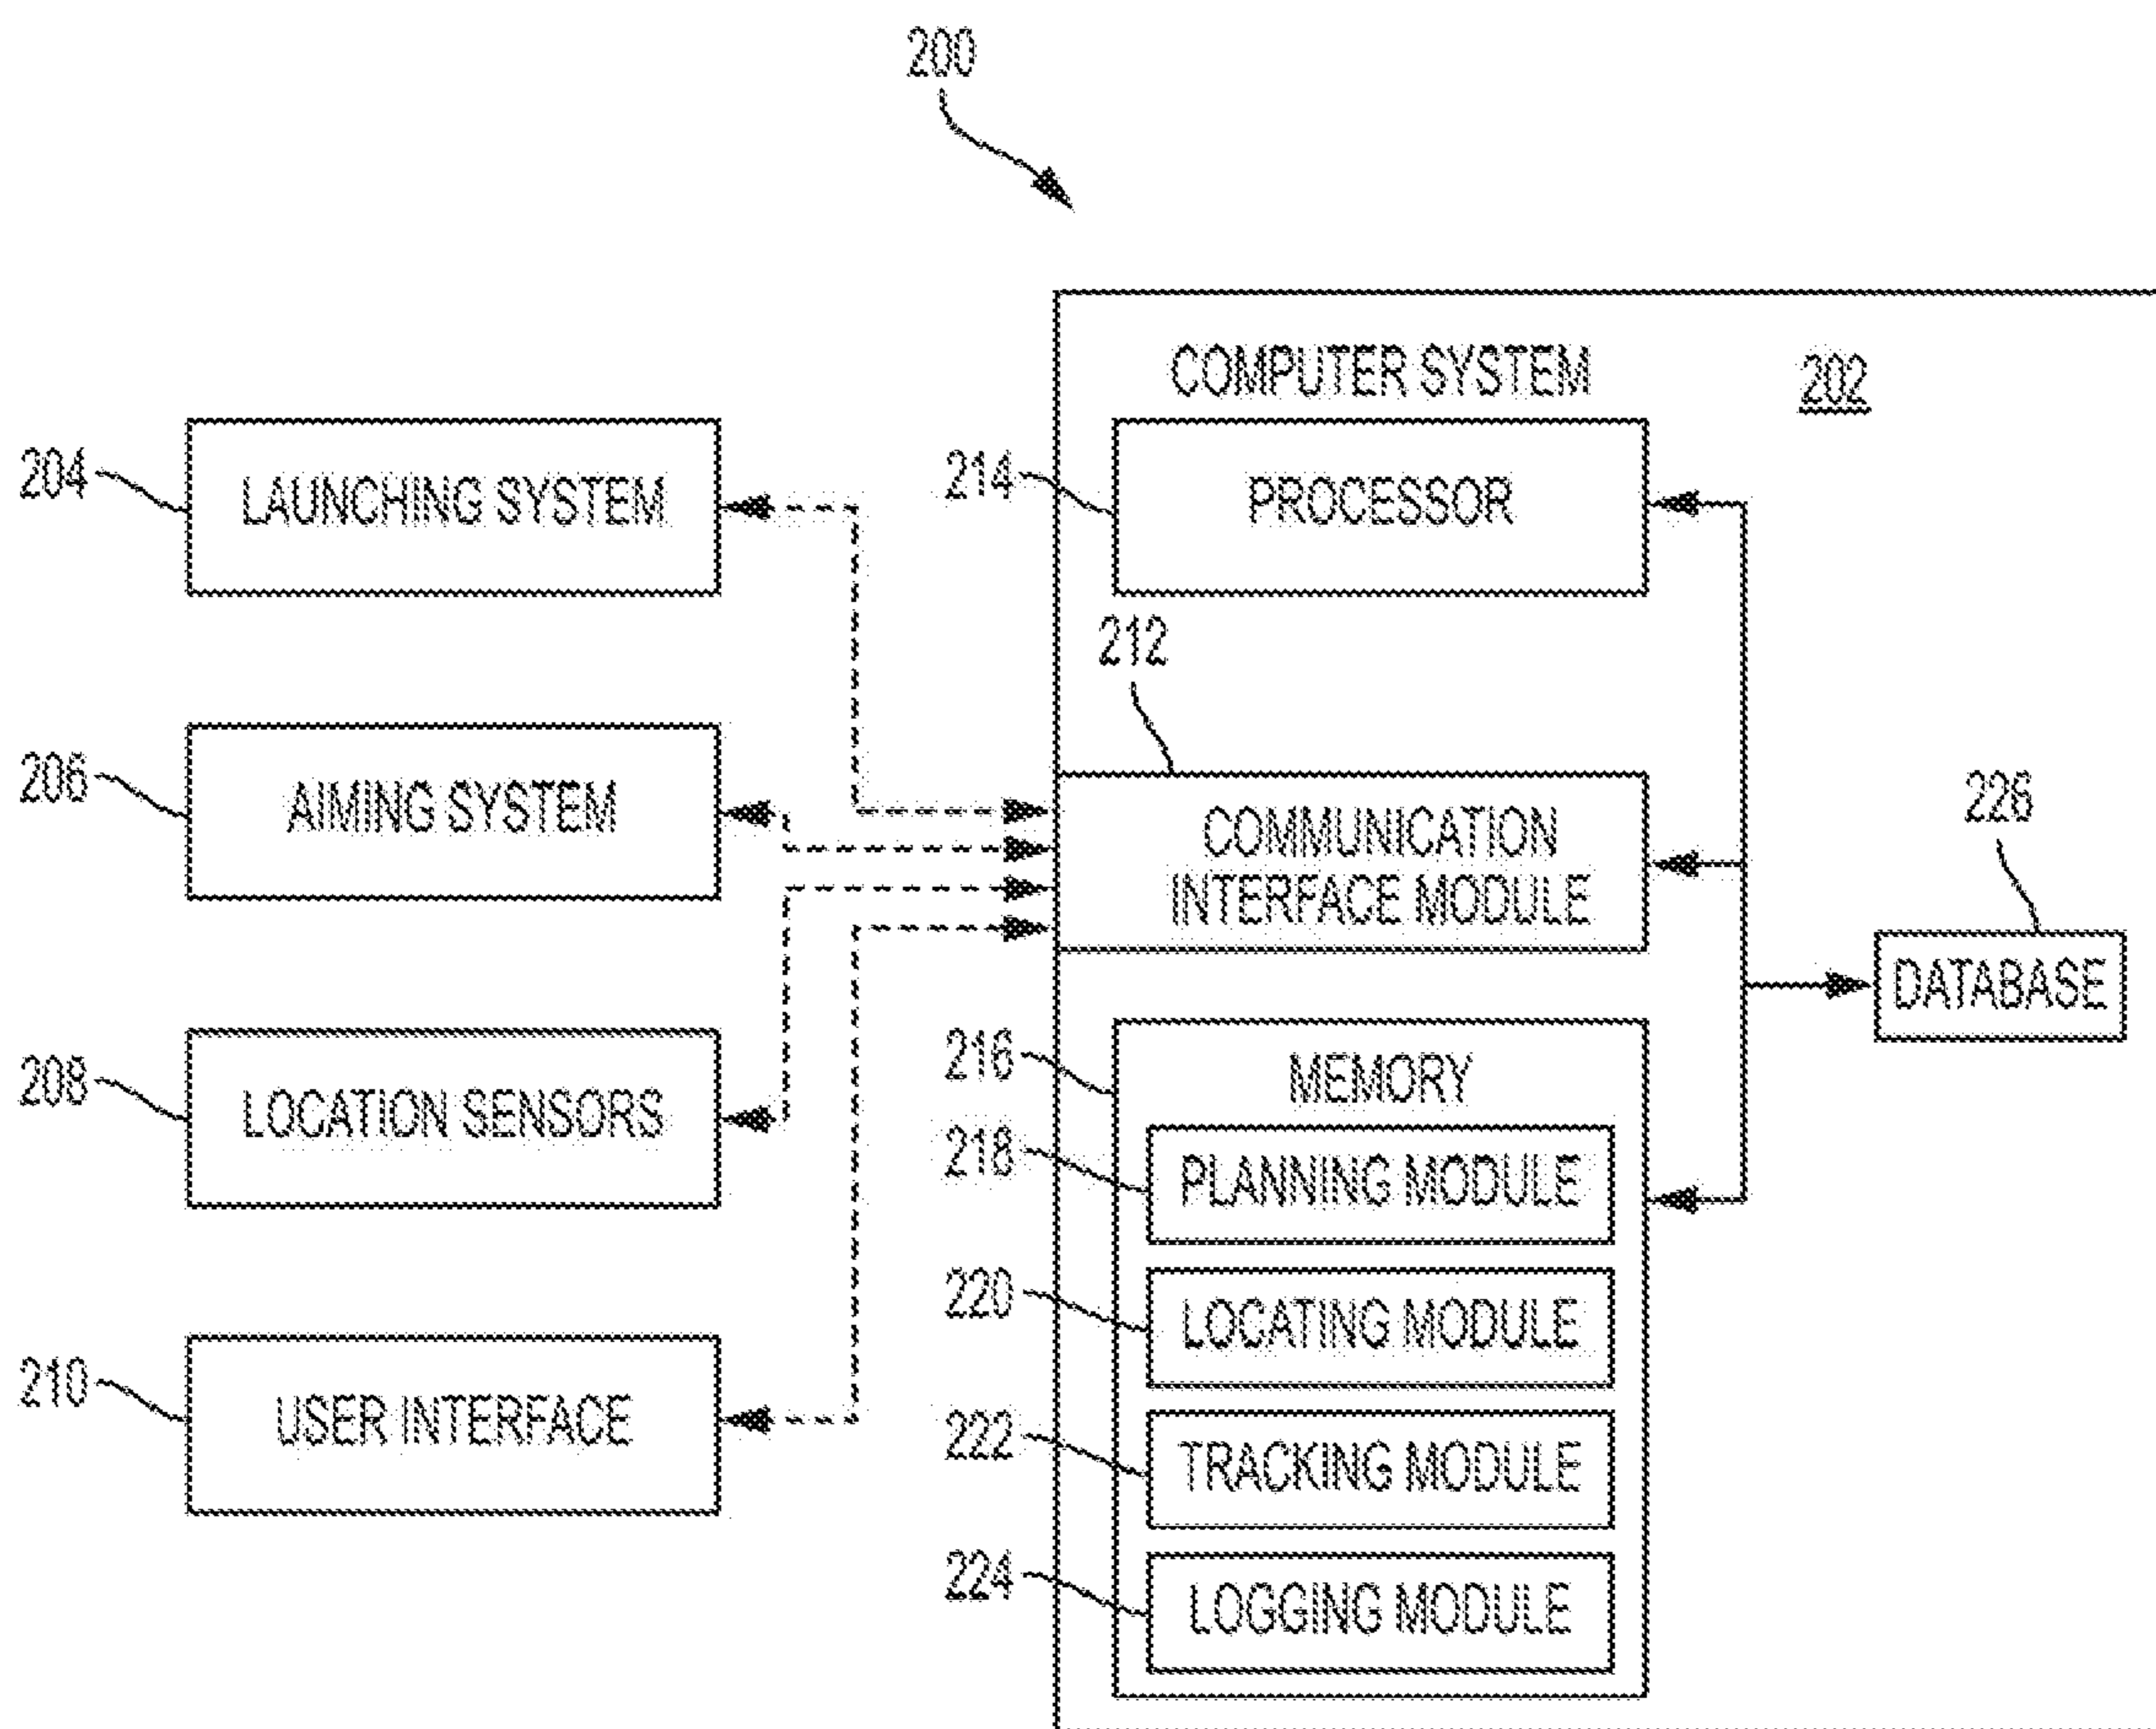 200
COMPUTER SYSTEM
202
204
LAUNCHING SYSTEM
214
PROCESSOR
212
206
AIMING SYSTEM
COMMUNICATION
INTERFACE MODULE
226
DATABASE
208
LOCATION SENSORS
216
MEMORY
218
PLANNING MODULE
220
LOCATING MODULE
210
USER INTERFACE
222
TRACKING MODULE
224
LOGGING MODULE